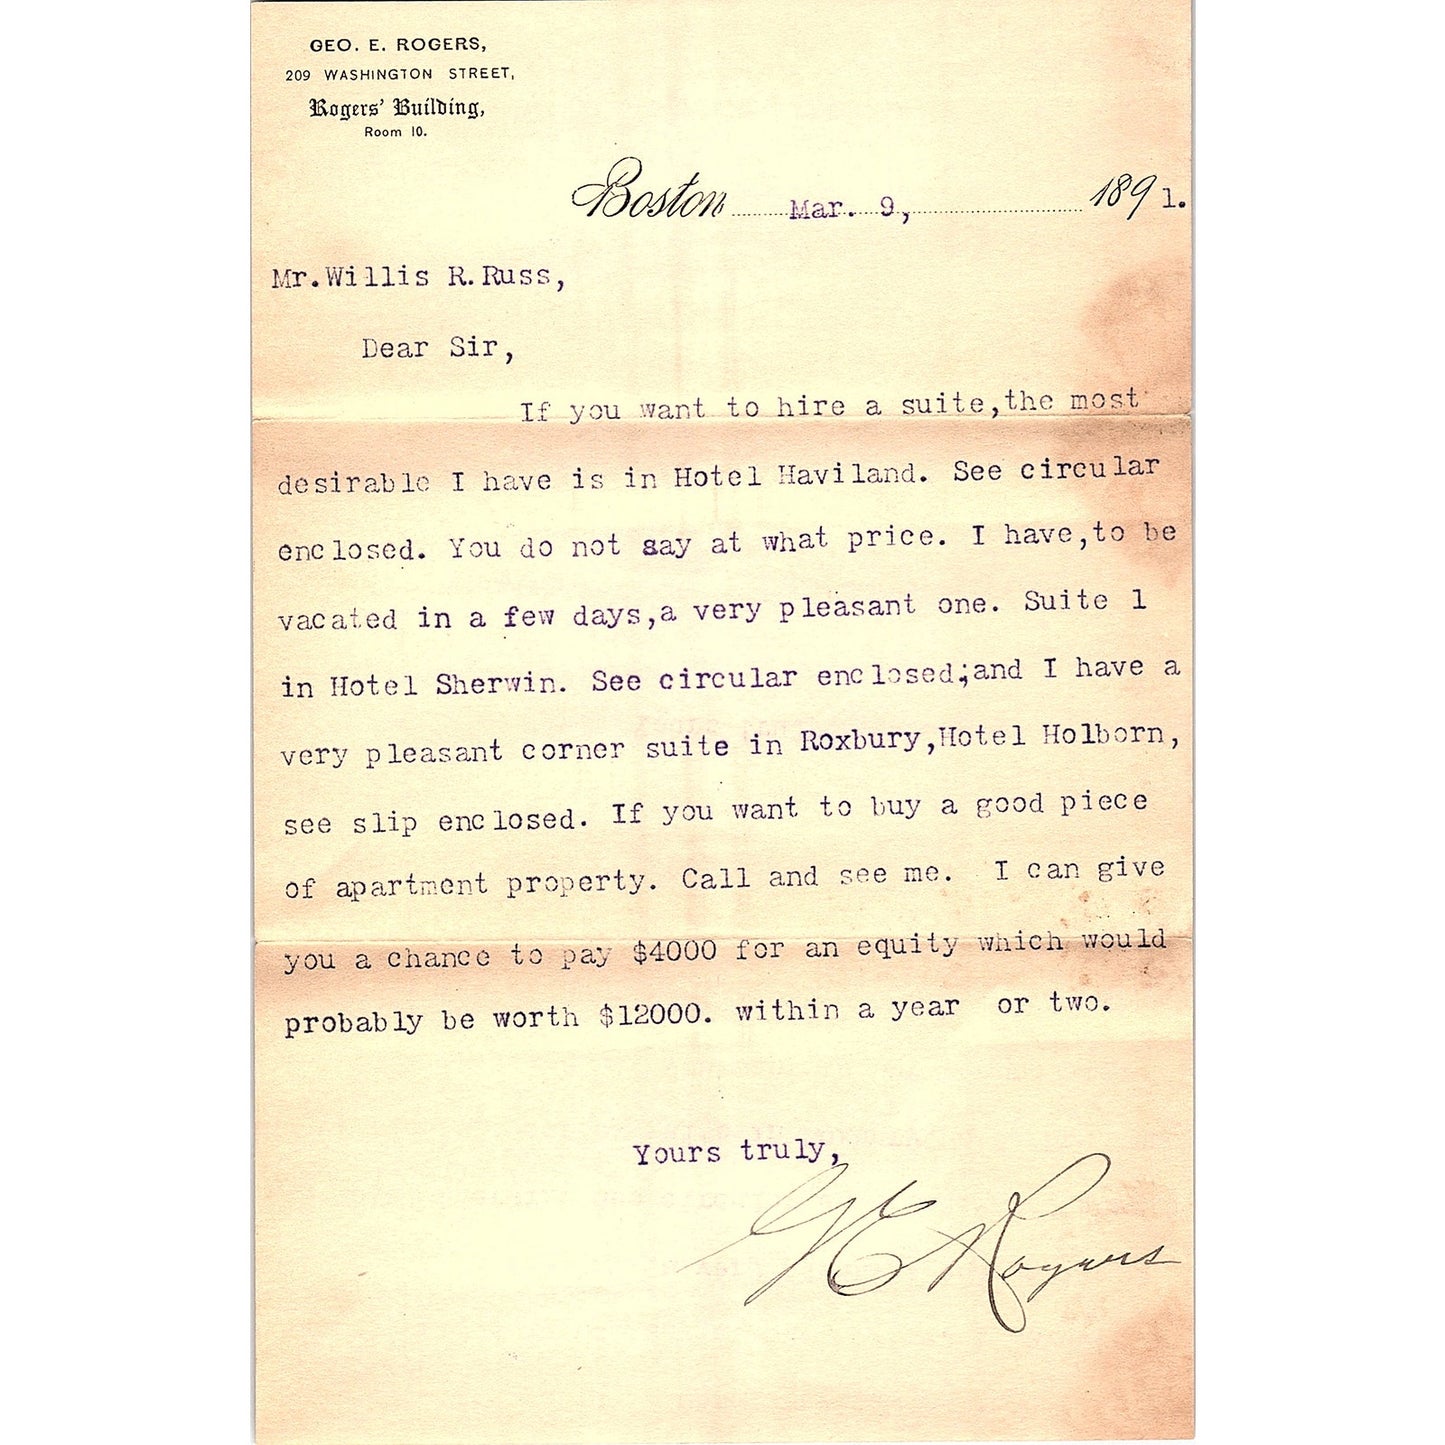 GEO. E. ROGERS,
209 WASHINGTON STREET,
Rogers' Building,
Room 10.
Boston Mar. 9, 1891.
Mr.Willis R.Russ,
Dear Sir,
If you want to hire a suite,the most
desirable I have is in Hotel Haviland. See circular
enclosed. You do not say at what price. I have,to be
vacated in a few days,a very pleasant one. Suite 1
in Hotel Sherwin. See circular enclosed;and I have a
very pleasant corner suite in Roxbury,Hotel Holborn,
see slip enclosed. If you want to buy a good piece
of apartment property. Call and see me. I can give
you a chance to pay $4000 for an equity which would
probably be worth $12000. within a year or two.
Yours truly,
G E Rogers